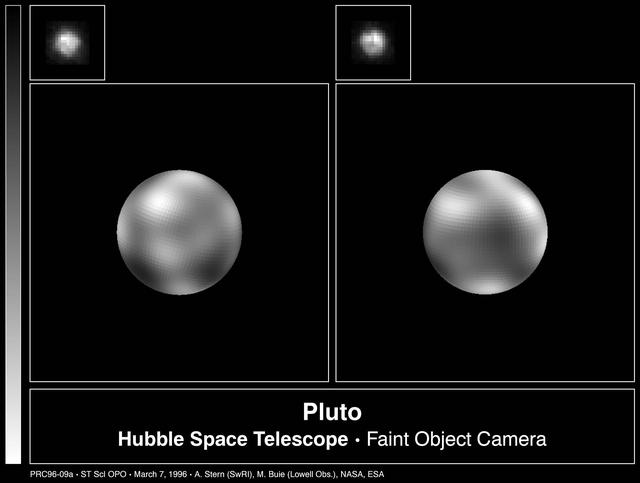 Pluto
Hubble Space Telescope · Faint Object Camera
PRC96-09a · ST ScI OPO · March 7, 1996 · A. Stern (SwRI), M. Buie (Lowell Obs.), NASA, ESA